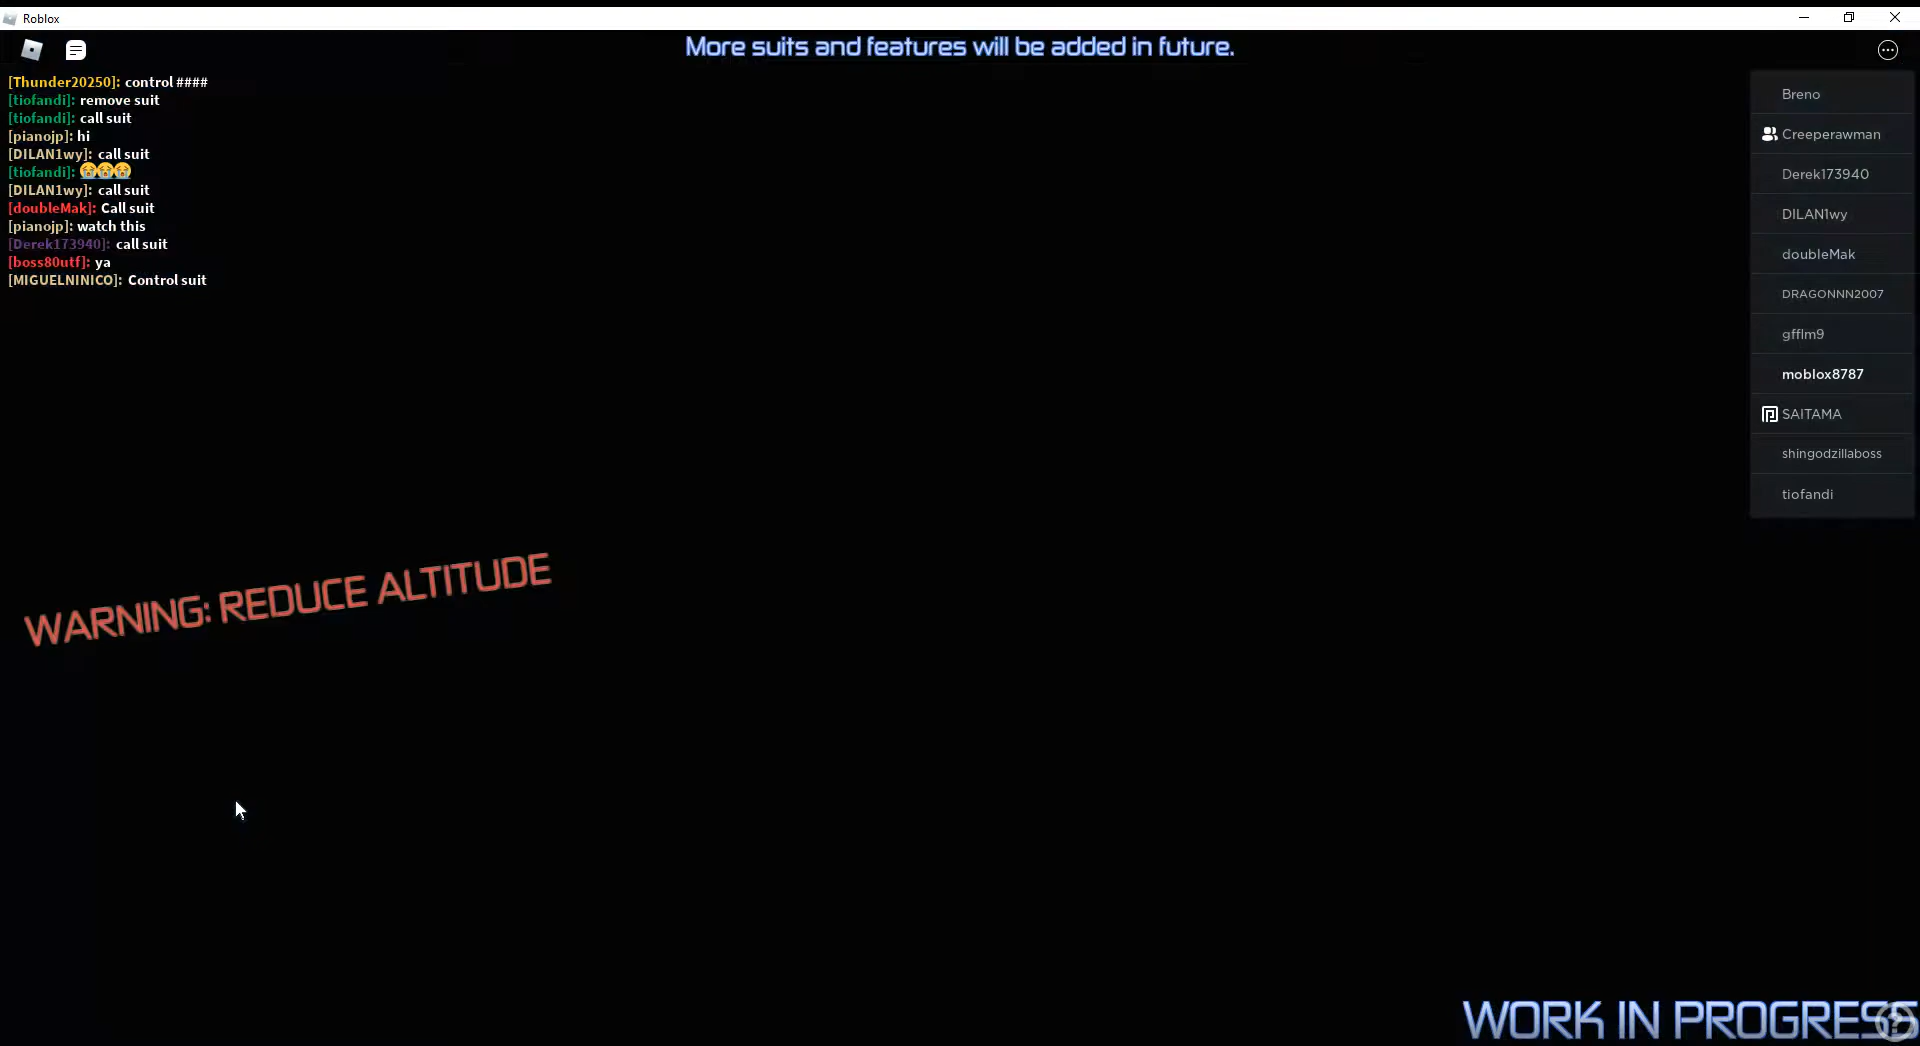 Roblox
More suits and features will be added in future.
[Thunder20250]: control ####
[tiofandi]: remove suit
[tiofandi]: call suit
[pianojp]: hi
[DILAN1wy]: call suit
[tiofandi]: 😭😭😭
[DILAN1wy]: call suit
[doubleMak]: Call suit
[pianojp]: watch this
[Derek173940]: call suit
[boss80utf]: ya
[MIGUELNINICO]: Control suit
Breno
Creeperawman
Derek173940
DILAN1wy
doubleMak
DRAGONNN2007
gfflm9
moblox8787
SAITAMA
shingodzillaboss
tiofandi
WARNING: REDUCE ALTITUDE
WORK IN PROGRESS
?